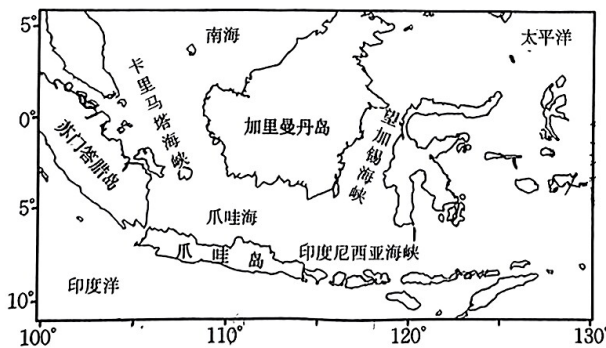 5°
南海
太平洋
卡里马塔海峡
0°
加里曼丹岛
望加锡海峡
苏门答腊岛
5°
爪哇海
爪哇岛
印度尼西亚海峡
印度洋
10°
100°
110°
120°
130°